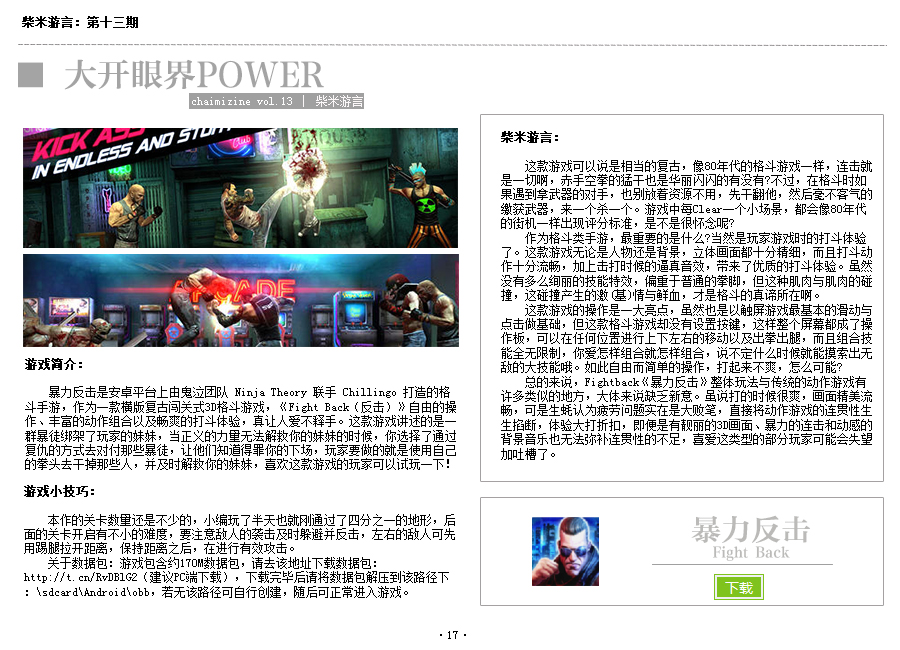 柴米游言：第十三期
大开眼界POWER
chaimizine vol.13 | 柴米游言
KICK ASS
IN ENDLESS AND STUN
Club
ARCADE
游戏简介：
暴力反击是安卓平台上由鬼泣团队 Ninja Theory 联手 Chillingo 打造的格
斗手游，作为一款横版复古闯关式3D格斗游戏，《Fight Back（反击）》自由的操
作、丰富的动作组合以及畅爽的打斗体验，真让人爱不释手。这款游戏讲述的是一
群暴徒绑架了玩家的妹妹，当正义的力量无法解救你的妹妹的时候，你选择了通过
复仇的方式去对付那些暴徒，让他们知道得罪你的下场，玩家要做的就是使用自己
的拳头去干掉那些人，并及时解救你的妹妹，喜欢这款游戏的玩家可以试玩一下！
游戏小技巧：
本作的关卡数量还是不少的，小编玩了半天也就刚通过了四分之一的地形，后
面的关卡开启有不小的难度，要注意敌人的袭击及时躲避并反击，左右的敌人可先
用踢腿拉开距离，保持距离之后，在进行有效攻击。
关于数据包：游戏包含约170M数据包，请去该地址下载数据包：
http://t.cn/RvDBlG2（建议PC端下载），下载完毕后请将数据包解压到该路径下
：\sdcard\Android\obb，若无该路径可自行创建，随后可正常进入游戏。
柴米游言：
这款游戏可以说是相当的复古，像80年代的格斗游戏一样，连击就
是一切啊，赤手空拳的猛干也是华丽闪闪的有没有？不过，在格斗时如
果遇到拿武器的对手，也别放着资源不用，先干翻他，然后毫不客气的
缴获武器，来一个杀一个。游戏中每Clear一个小场景，都会像80年代
的街机一样出现评分标准，是不是很怀念呢？
作为格斗类手游，最重要的是什么？当然是玩家游戏时的打斗体验
了。这款游戏无论是人物还是背景，立体画面都十分精细，而且打斗动
作十分流畅，加上击打时候的逼真音效，带来了优质的打斗体验。虽然
没有多么绚丽的技能特效，偏重于普通的拳脚，但这种肌肉与肌肉的碰
撞，这碰撞产生的激(基)情与鲜血，才是格斗的真谛所在啊。
这款游戏的操作是一大亮点，虽然也是以触屏游戏最基本的滑动与
点击做基础，但这款格斗游戏却没有设置按键，这样整个屏幕都成了操
作板，可以在任何位置进行上下左右的移动以及出拳出腿，而且组合技
能全无限制，你爱怎样组合就怎样组合，说不定什么时候就能摸索出无
敌的大技能哦。如此自由而简单的操作，打起来不爽，怎么可能？
总的来说，Fightback《暴力反击》整体玩法与传统的动作游戏有
许多类似的地方，大体来说缺乏新意。虽说打的时候很爽，画面精美流
畅，可是生蚝认为疲劳问题实在是大败笔，直接将动作游戏的连贯性生
生掐断，体验大打折扣，即便是有靓丽的3D画面、暴力的连击和动感的
背景音乐也无法弥补连贯性的不足，喜爱这类型的部分玩家可能会失望
加吐槽了。
暴力反击
Fight Back
下载
·17·